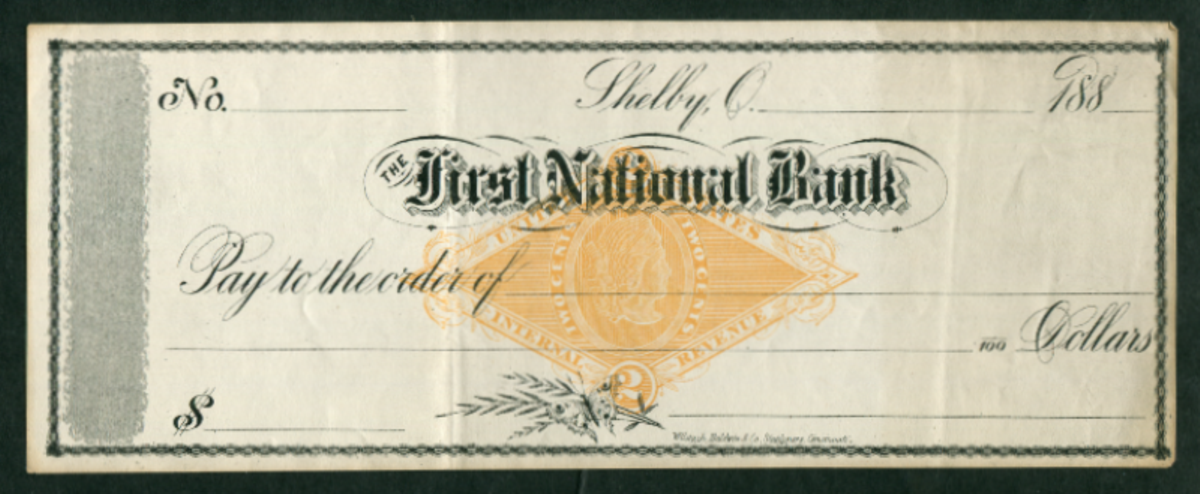 No.
Shelby, O. 188
THE First National Bank
UNITED STATES
TWO CENTS
TWO CENTS
Pay to the order of
INTERNAL REVENUE
100 Dollars
2
$